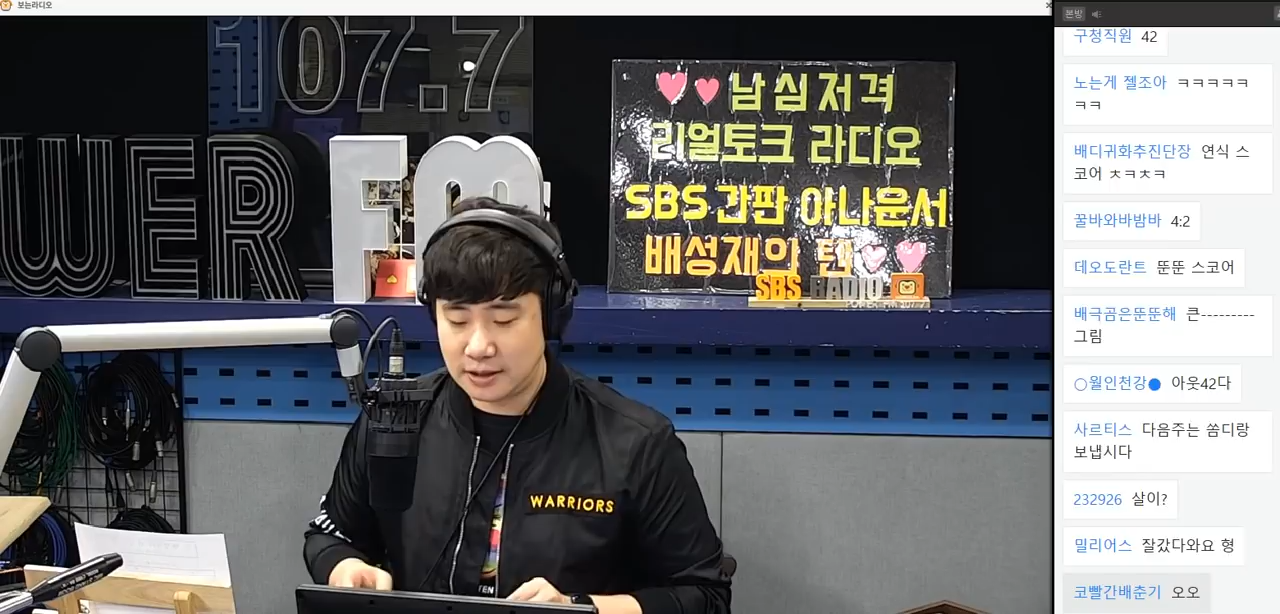 보는라디오
107.7
WER FM
남심저격
리얼토크 라디오
SBS 간판 아나운서
배성재의 텐
SBS RADIO
POWER FM 107.7
WARRIORS
TEN
본방
구청직원 42
노는게 젤조아 ㅋㅋㅋㅋㅋ
ㅋㅋ
배디귀화추진단장 연식 스
코어 ㅊㅋㅊㅋ
꿀바와바밤바 4:2
데오도란트 뚠뚠 스코어
배극곰은뚠뚠해 큰---------
그림
○월인천강● 아웃42다
사르티스 다음주는 쏨디랑
보냅시다
232926 살이?
밀리어스 잘갔다와요 형
코빨간배춘기 오오